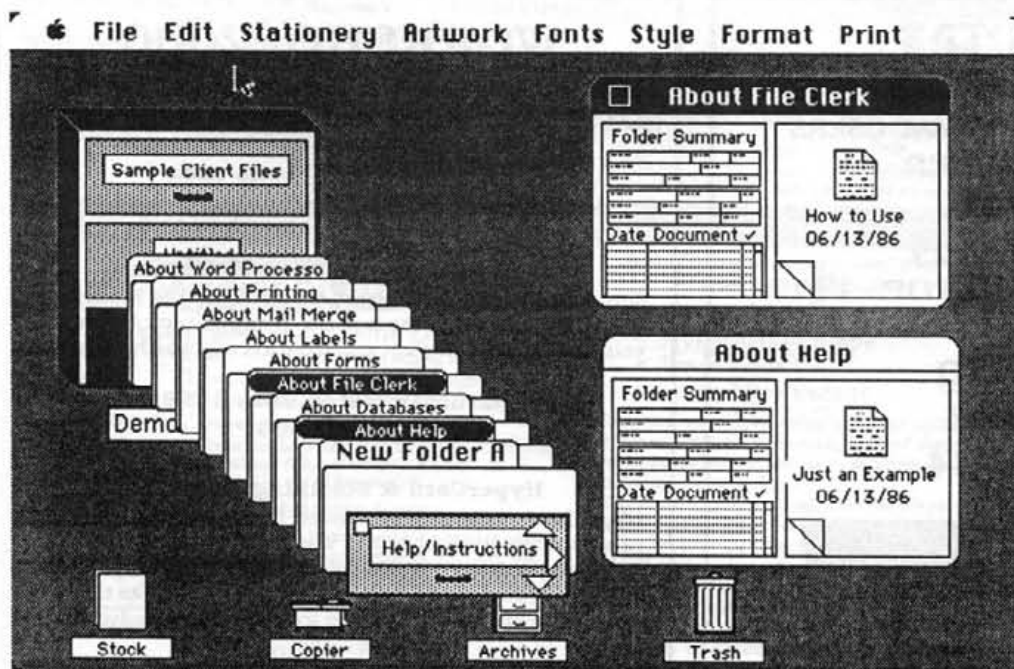 File Edit Stationery Artwork Fonts Style Format Print
Sample Client Files
Untitled
About Word Processo
About Printing
About Mail Merge
About Labels
About Forms
About File Clerk
About Databases
About Help
New Folder A
Help/Instructions
Demo
About File Clerk
Folder Summary
Date Document ✓
How to Use
06/13/86
About Help
Folder Summary
Date Document ✓
Just an Example
06/13/86
Stock
Copier
Archives
Trash